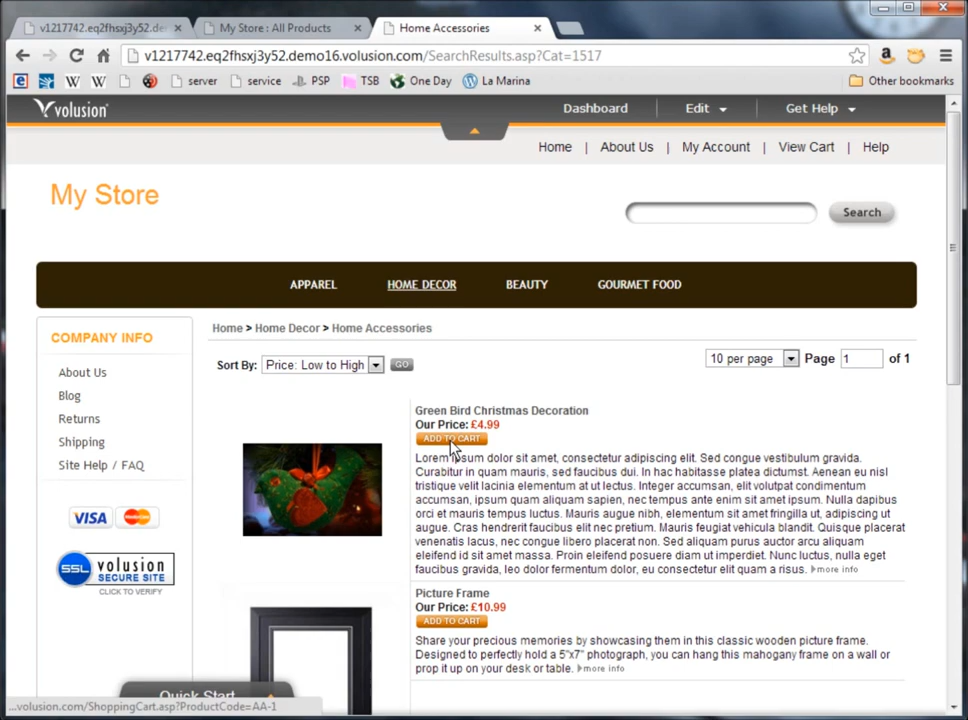 v1217742.eq2fhsxj3y52.de
My Store : All Products
Home Accessories
v1217742.eq2fhsxj3y52.demo16.volusion.com/SearchResults.asp?Cat=1517
server
service
PSP
TSB
One Day
La Marina
Other bookmarks
volusion
Dashboard
Edit
Get Help
Home | About Us | My Account | View Cart | Help
My Store
Search
APPAREL
HOME DECOR
BEAUTY
GOURMET FOOD
COMPANY INFO
About Us
Blog
Returns
Shipping
Site Help / FAQ
VISA
MasterCard
SSL
volusion
SECURE SITE
CLICK TO VERIFY
Home > Home Decor > Home Accessories
Sort By: Price: Low to High GO
10 per page Page 1 of 1
Green Bird Christmas Decoration
Our Price: £4.99
ADD TO CART
Lorem ipsum dolor sit amet, consectetur adipiscing elit. Sed congue vestibulum gravida.
Curabitur in quam mauris, sed faucibus dui. In hac habitasse platea dictumst. Aenean eu nisl
tristique velit lacinia elementum at ut lectus. Integer accumsan, elit volutpat condimentum
accumsan, ipsum quam aliquam sapien, nec tempus ante enim sit amet ipsum. Nulla dapibus
orci et mauris tempus luctus. Mauris augue nibh, elementum sit amet fringilla ut, adipiscing ut
augue. Cras hendrerit faucibus elit nec pretium. Mauris feugiat vehicula blandit. Quisque placerat
venenatis lacus, nec congue libero placerat non. Sed aliquam purus auctor arcu aliquam
eleifend id sit amet massa. Proin eleifend posuere diam ut imperdiet. Nunc luctus, nulla eget
faucibus gravida, leo dolor fermentum dolor, eu consectetur elit quam a risus. more info
Picture Frame
Our Price: £10.99
ADD TO CART
Share your precious memories by showcasing them in this classic wooden picture frame.
Designed to perfectly hold a 5"x7" photograph, you can hang this mahogany frame on a wall or
prop it up on your desk or table. more info
Quick Start
...volusion.com/ShoppingCart.asp?ProductCode=AA-1